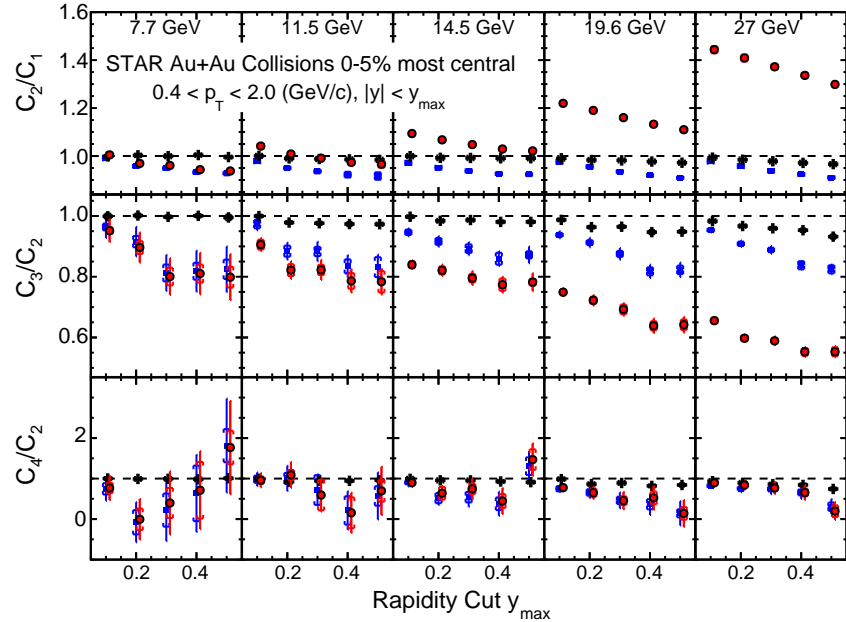 7.7 GeV 11.5 GeV 14.5 GeV 19.6 GeV 27 GeV
STAR Au+Au Collisions 0-5% most central
0.4 < p_T < 2.0 (GeV/c), |y| < y_max
C_2/C_1
1.6
1.4
1.2
1.0
C_3/C_2
1.0
0.8
0.6
C_4/C_2
2
0
0.2 0.4 0.2 0.4 0.2 0.4 0.2 0.4 0.2 0.4
Rapidity Cut y_max